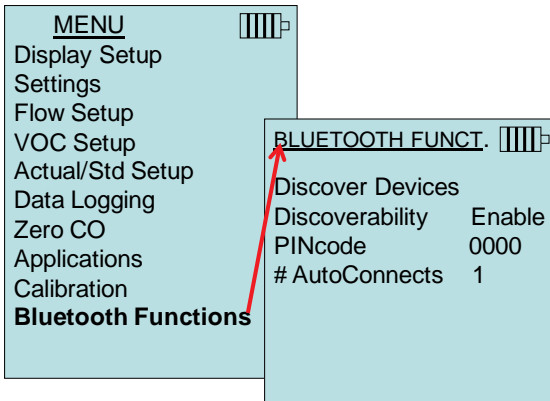 MENU
Display Setup
Settings
Flow Setup
VOC Setup
Actual/Std Setup
Data Logging
Zero CO
Applications
Calibration
Bluetooth Functions
BLUETOOTH FUNCT.
Discover Devices
Discoverability Enable
PINcode 0000
# AutoConnects 1